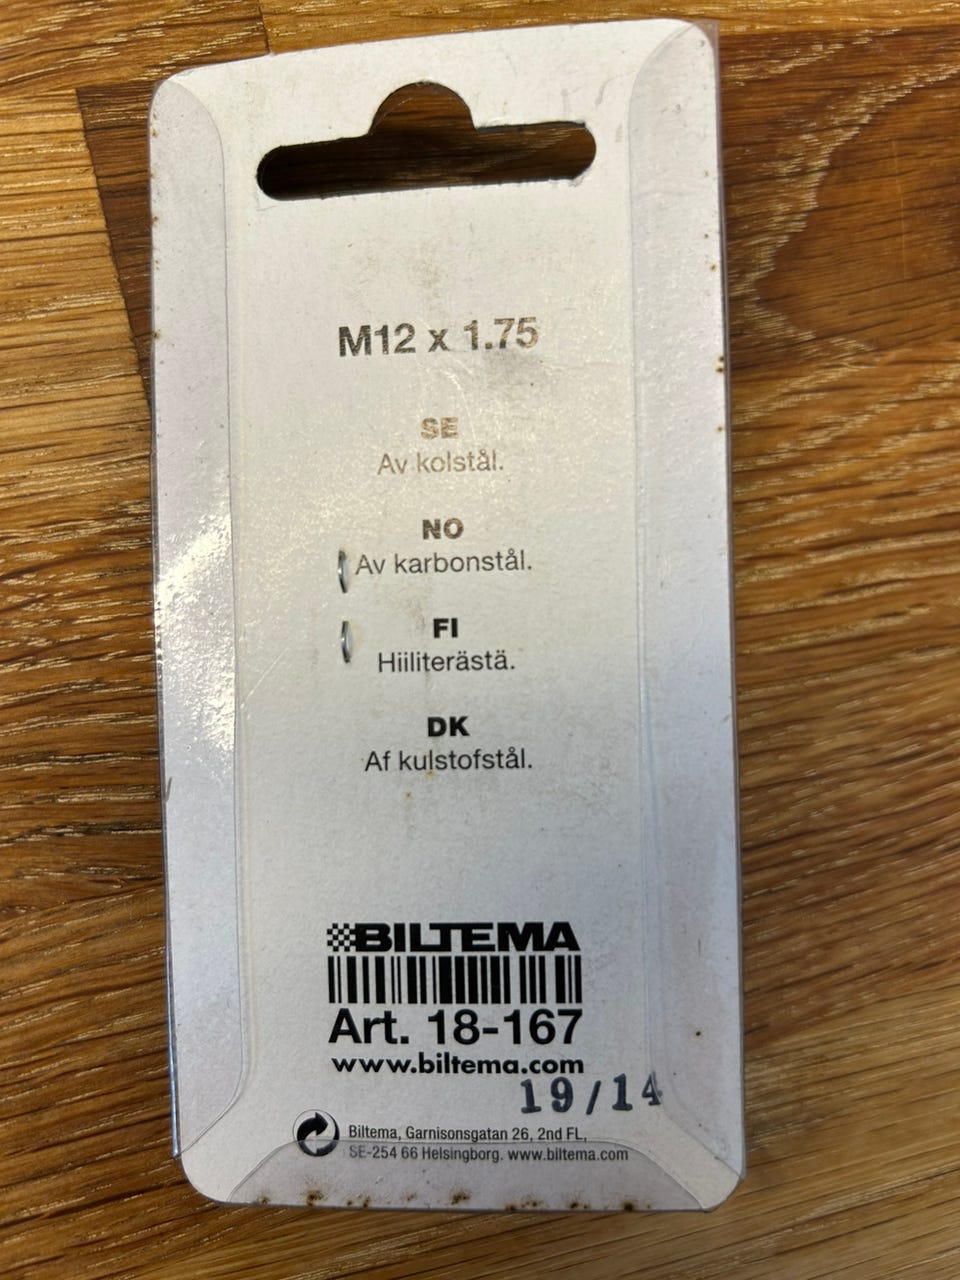 M12 x 1.75
SE
Av kolstål.
NO
Av karbonstål.
FI
Hiiliterästä.
DK
Af kulstofstål.
BILTEMA
Art. 18-167
www.biltema.com
19/14
Biltema, Garnisonsgatan 26, 2nd FL,
SE-254 66 Helsingborg. www.biltema.com